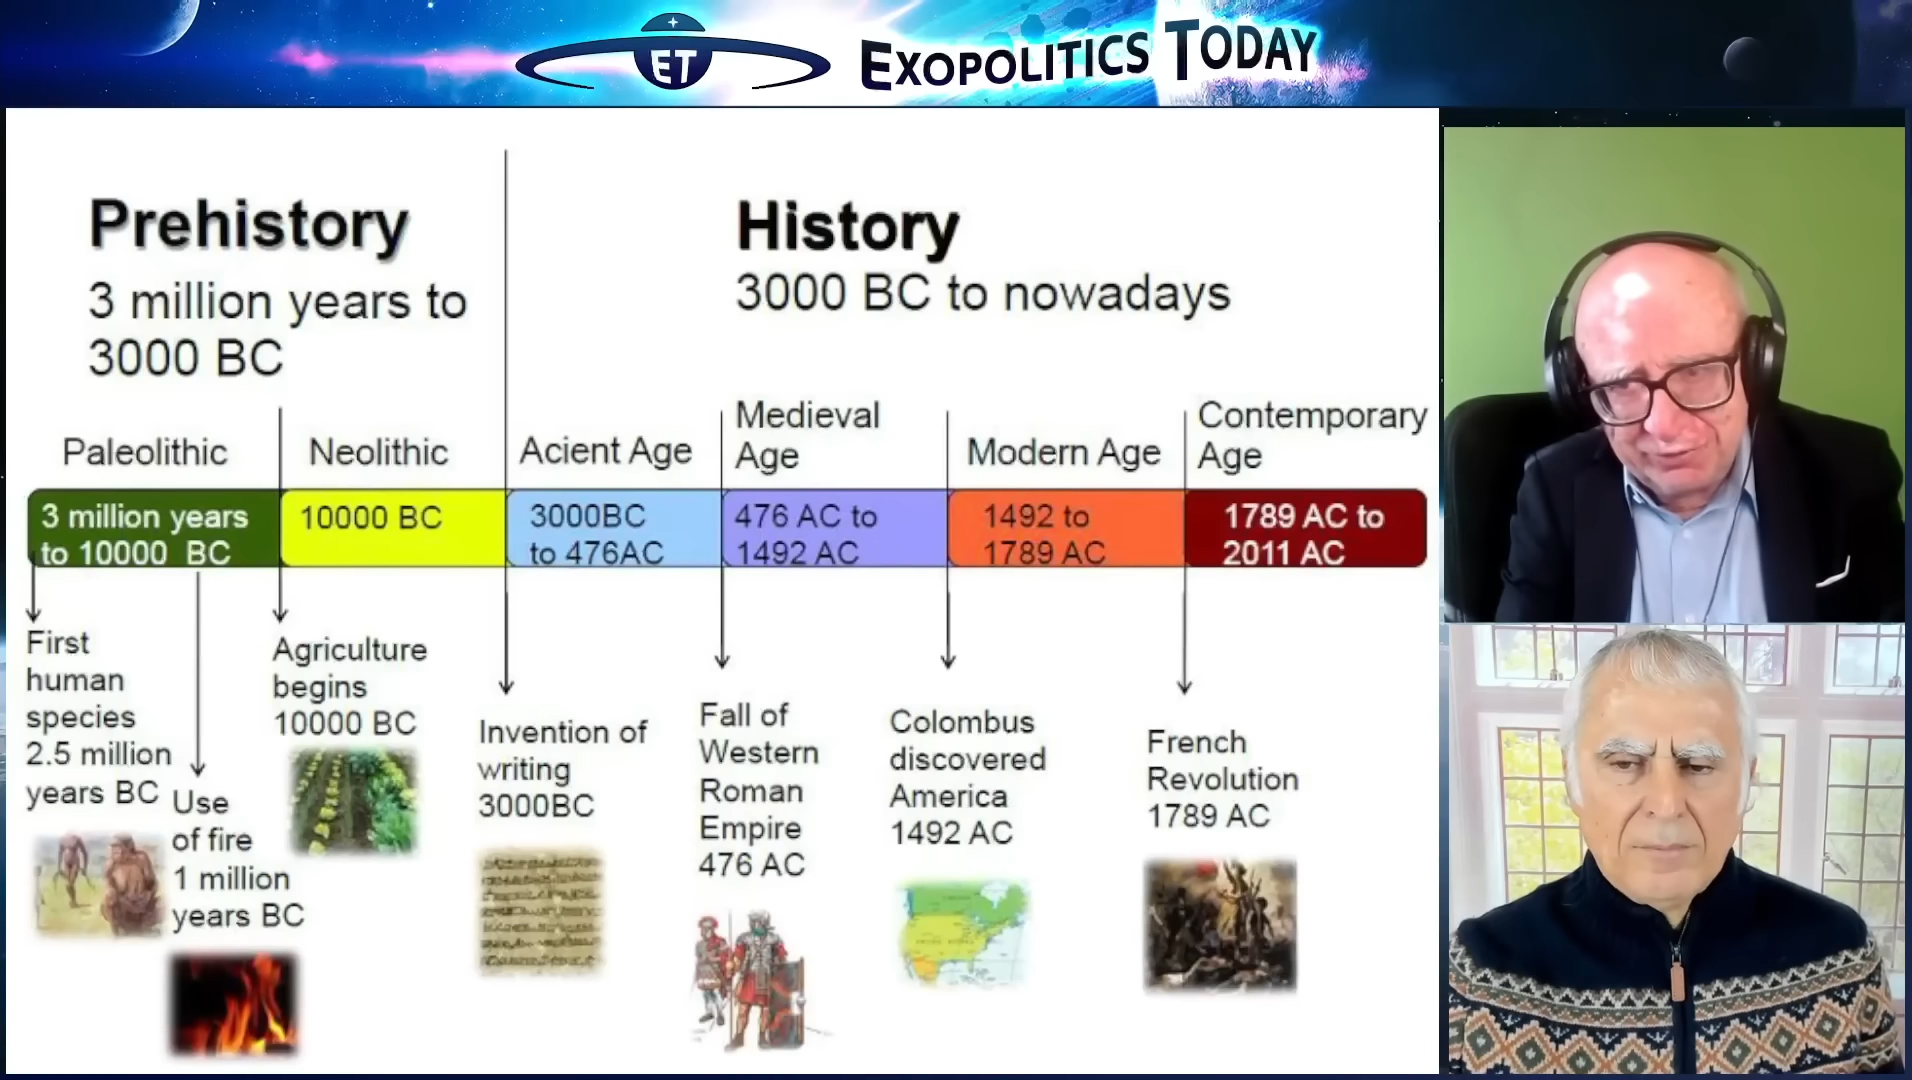 ET
EXOPOLITICS TODAY
Prehistory
3 million years to
3000 BC
History
3000 BC to nowadays
Paleolithic
Neolithic
Acient Age
Medieval
Age
Modern Age
Contemporary
Age
3 million years
to 10000 BC
10000 BC
3000BC
to 476AC
476 AC to
1492 AC
1492 to
1789 AC
1789 AC to
2011 AC
First
human
species
2.5 million
years BC
Use
of fire
1 million
years BC
Agriculture
begins
10000 BC
Invention of
writing
3000BC
Fall of
Western
Roman
Empire
476 AC
Colombus
discovered
America
1492 AC
French
Revolution
1789 AC